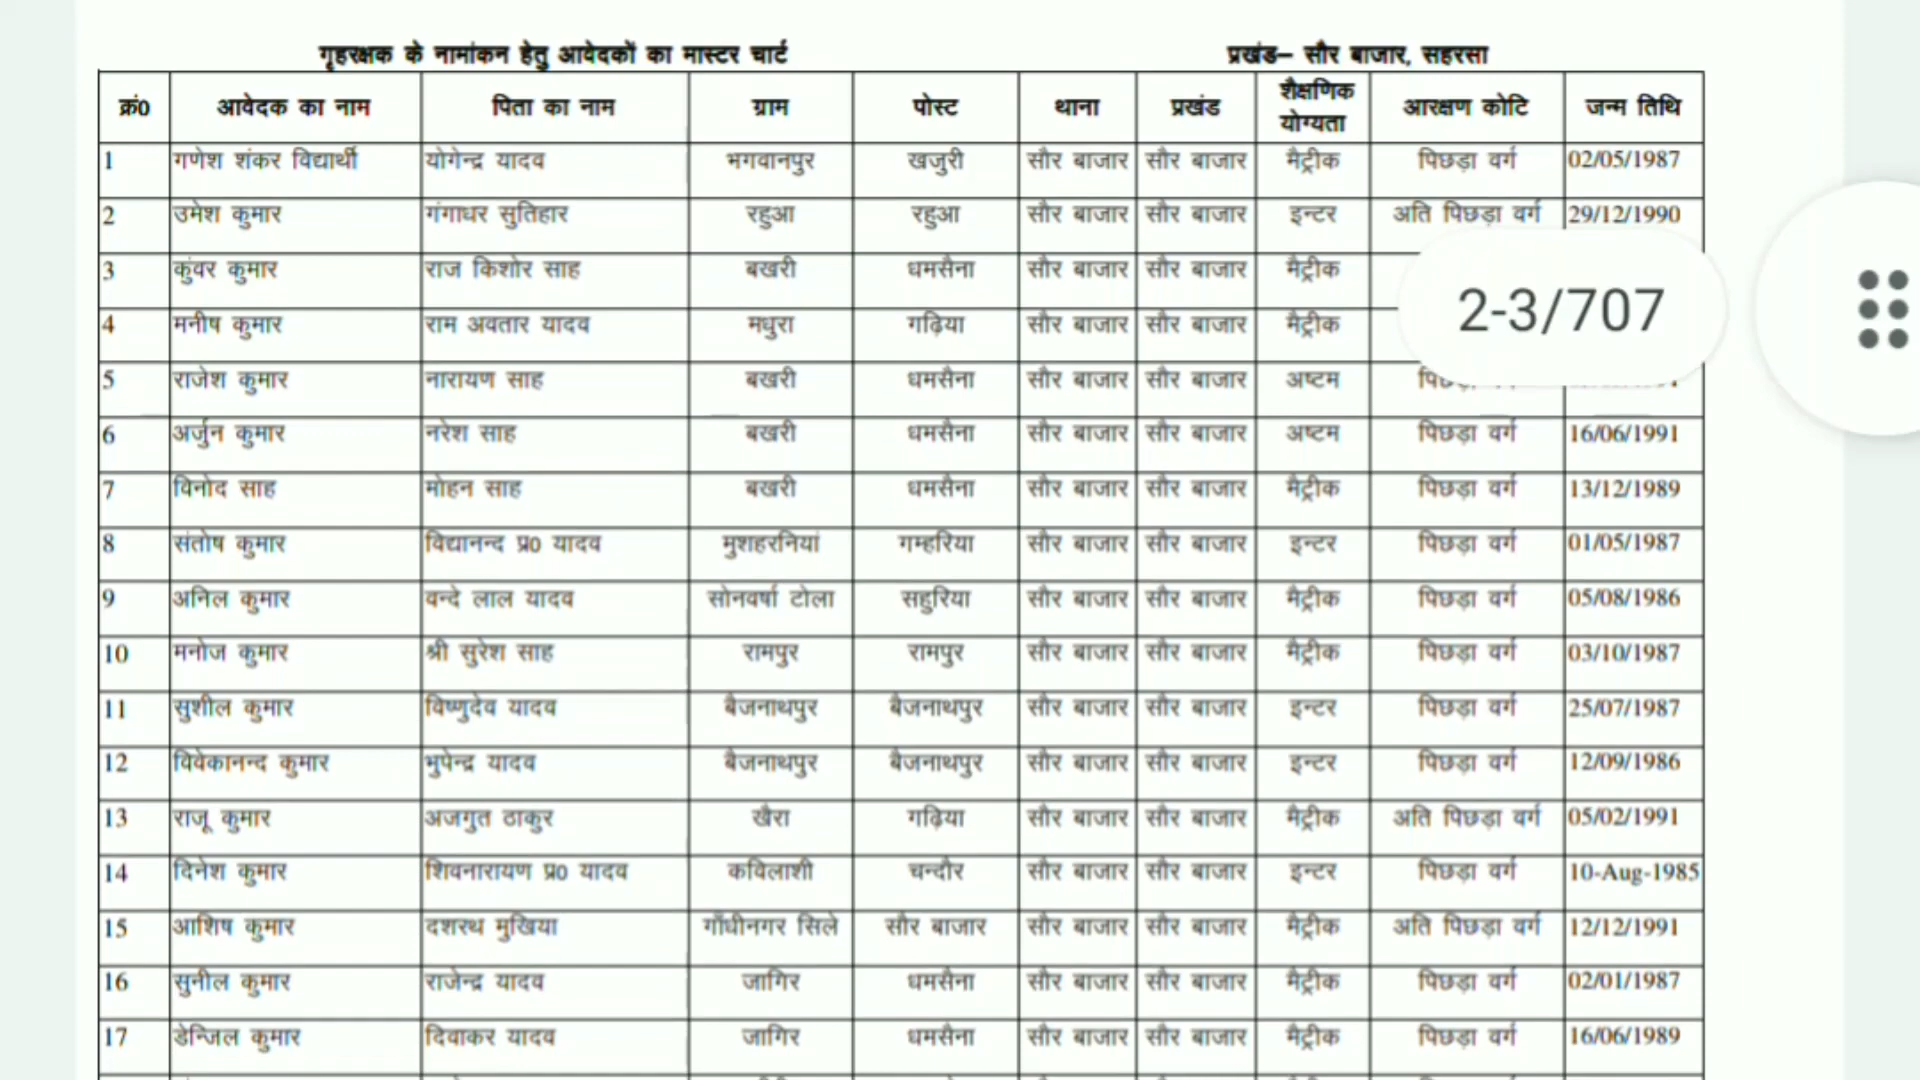 गृहरक्षक के नामांकन हेतु आवेदकों का मास्टर चार्ट प्रखंड– सौर बाजार, सहरसा
क्रं0 आवेदक का नाम पिता का नाम ग्राम पोस्ट थाना प्रखंड शैक्षणिक योग्यता आरक्षण कोटि जन्म तिथि
1 गणेश शंकर विद्यार्थी योगेन्द्र यादव भगवानपुर खजुरी सौर बाजार सौर बाजार मैट्रीक पिछड़ा वर्ग 02/05/1987
2 उमेश कुमार गंगाधर सुतिहार रहुआ रहुआ सौर बाजार सौर बाजार इन्टर अति पिछड़ा वर्ग 29/12/1990
3 कुंवर कुमार राज किशोर साह बखरी धमसैना सौर बाजार सौर बाजार मैट्रीक
2-3/707
4 मनीष कुमार राम अवतार यादव मधुरा गढ़िया सौर बाजार सौर बाजार मैट्रीक
5 राजेश कुमार नारायण साह बखरी धमसैना सौर बाजार सौर बाजार अष्टम
6 अर्जुन कुमार नरेश साह बखरी धमसैना सौर बाजार सौर बाजार अष्टम पिछड़ा वर्ग 16/06/1991
7 विनोद साह मोहन साह बखरी धमसैना सौर बाजार सौर बाजार मैट्रीक पिछड़ा वर्ग 13/12/1989
8 संतोष कुमार विद्यानन्द प्र0 यादव मुशहरनियां गम्हरिया सौर बाजार सौर बाजार इन्टर पिछड़ा वर्ग 01/05/1987
9 अनिल कुमार वन्दे लाल यादव सोनवर्षा टोला सहुरिया सौर बाजार सौर बाजार मैट्रीक पिछड़ा वर्ग 05/08/1986
10 मनोज कुमार श्री सुरेश साह रामपुर रामपुर सौर बाजार सौर बाजार मैट्रीक पिछड़ा वर्ग 03/10/1987
11 सुशील कुमार विष्णुदेव यादव बैजनाथपुर बैजनाथपुर सौर बाजार सौर बाजार इन्टर पिछड़ा वर्ग 25/07/1987
12 विवेकानन्द कुमार भुपेन्द्र यादव बैजनाथपुर बैजनाथपुर सौर बाजार सौर बाजार इन्टर पिछड़ा वर्ग 12/09/1986
13 राजू कुमार अजगुत ठाकुर खैरा गढ़िया सौर बाजार सौर बाजार मैट्रीक अति पिछड़ा वर्ग 05/02/1991
14 दिनेश कुमार शिवनारायण प्र0 यादव कविलाशी चन्दौर सौर बाजार सौर बाजार इन्टर पिछड़ा वर्ग 10-Aug-1985
15 आशिष कुमार दशरथ मुखिया गाँधीनगर सिले सौर बाजार सौर बाजार सौर बाजार मैट्रीक अति पिछड़ा वर्ग 12/12/1991
16 सुनील कुमार राजेन्द्र यादव जागिर धमसैना सौर बाजार सौर बाजार मैट्रीक पिछड़ा वर्ग 02/01/1987
17 डेन्जिल कुमार दिवाकर यादव जागिर धमसैना सौर बाजार सौर बाजार मैट्रीक पिछड़ा वर्ग 16/06/1989